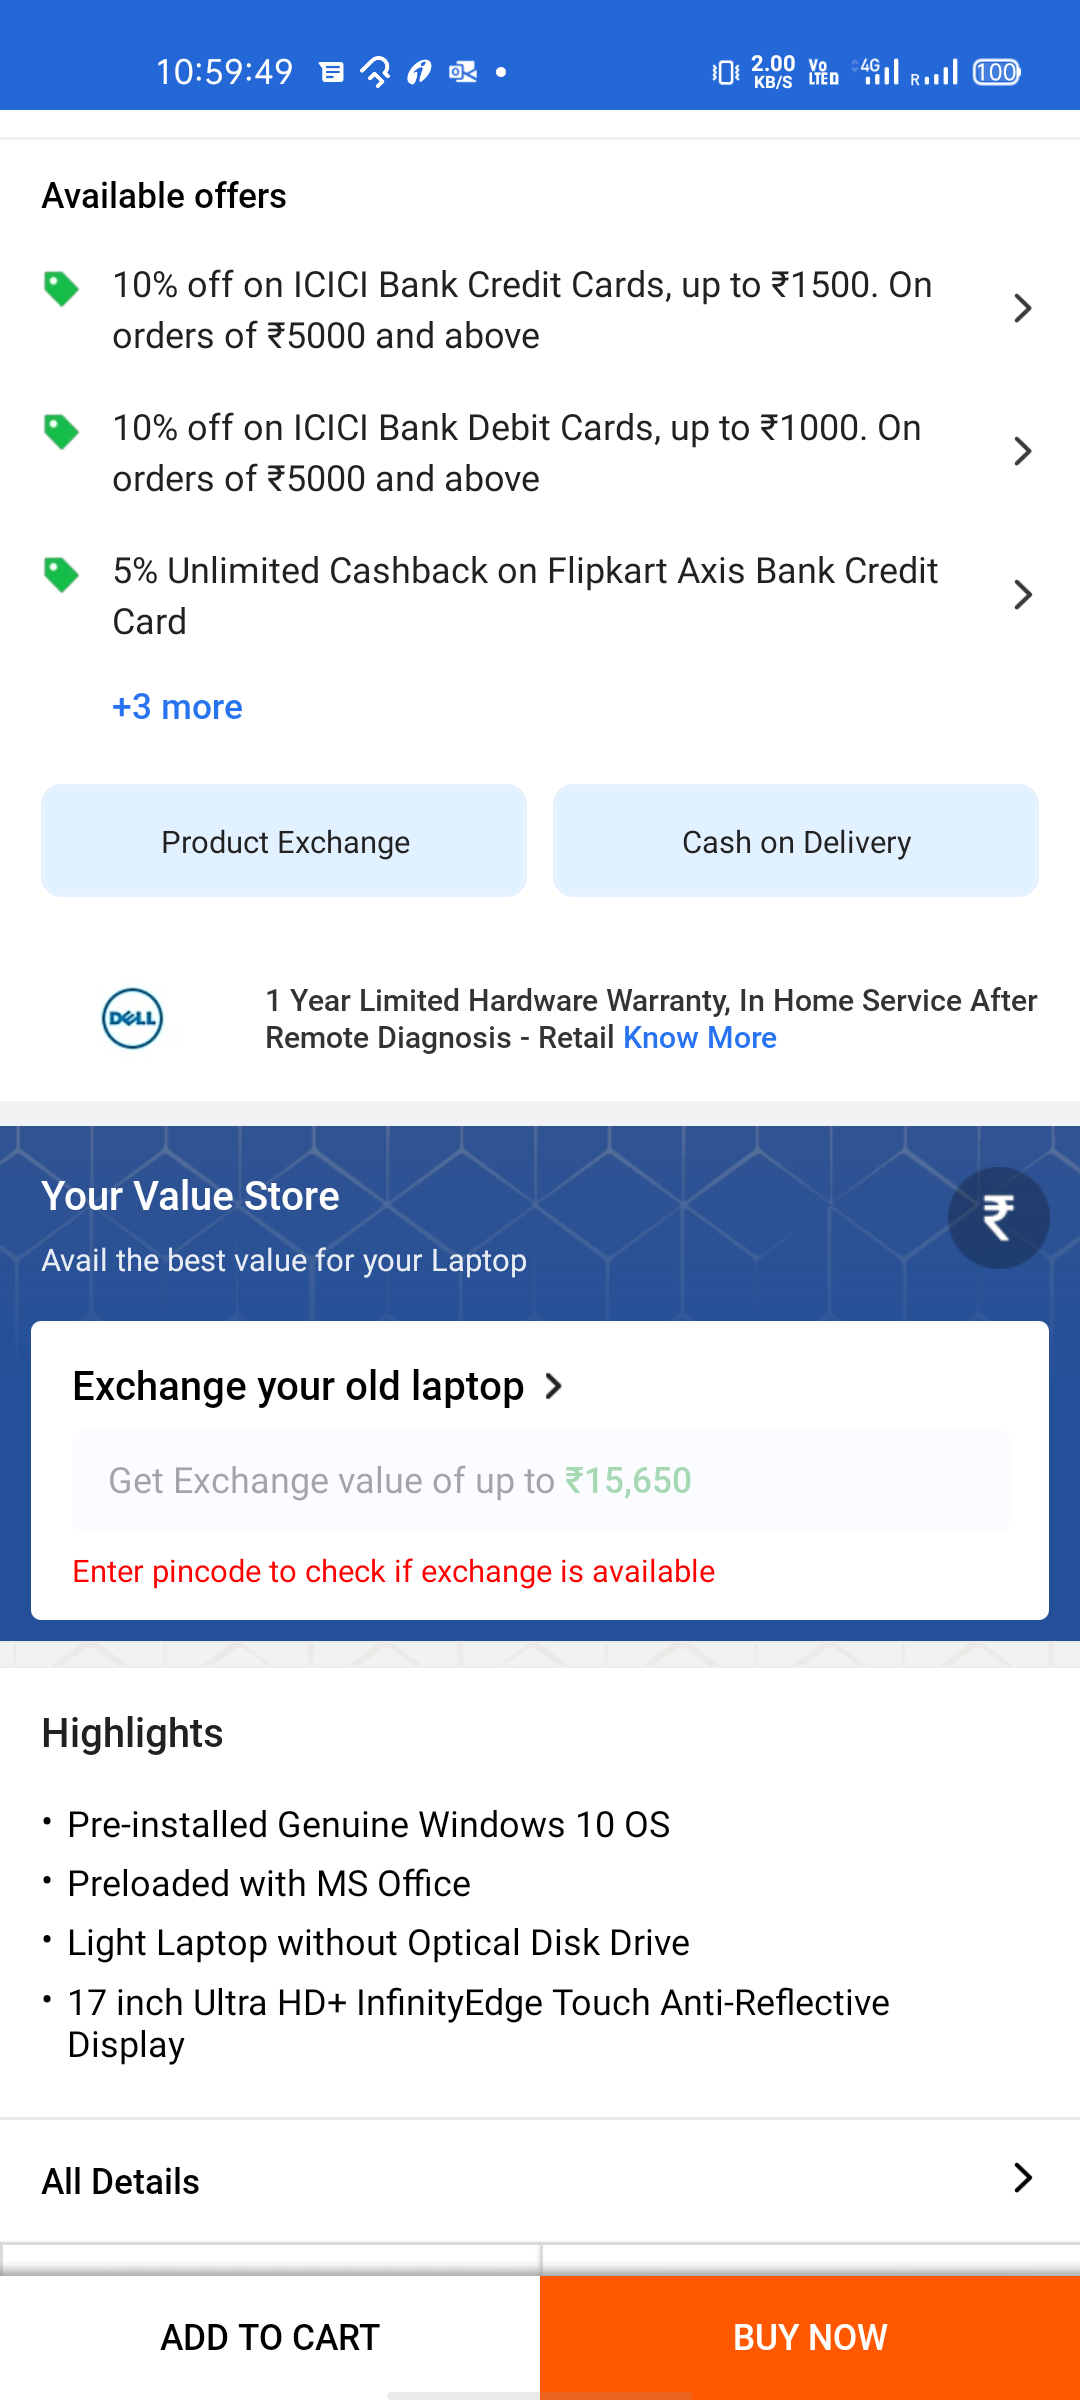 10:59:49 2.00 KB/S Vo LTED 4G R 100
Available offers
10% off on ICICI Bank Credit Cards, up to ₹1500. On
orders of ₹5000 and above
10% off on ICICI Bank Debit Cards, up to ₹1000. On
orders of ₹5000 and above
5% Unlimited Cashback on Flipkart Axis Bank Credit
Card
+3 more
Product Exchange
Cash on Delivery
DELL
1 Year Limited Hardware Warranty, In Home Service After
Remote Diagnosis - Retail Know More
Your Value Store
₹
Avail the best value for your Laptop
Exchange your old laptop
Get Exchange value of up to ₹15,650
Enter pincode to check if exchange is available
Highlights
• Pre-installed Genuine Windows 10 OS
• Preloaded with MS Office
• Light Laptop without Optical Disk Drive
• 17 inch Ultra HD+ InfinityEdge Touch Anti-Reflective
Display
All Details
ADD TO CART
BUY NOW